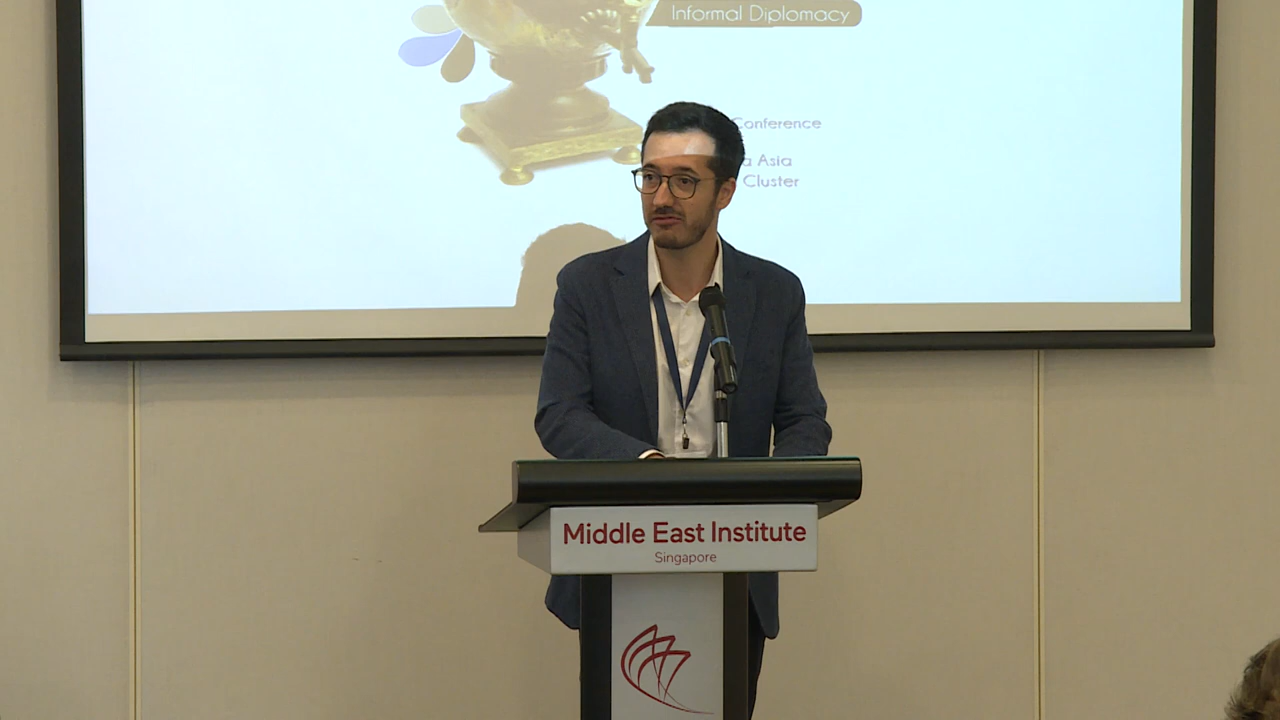 Informal Diplomacy
Conference
Asia
Cluster
Middle East Institute
Singapore